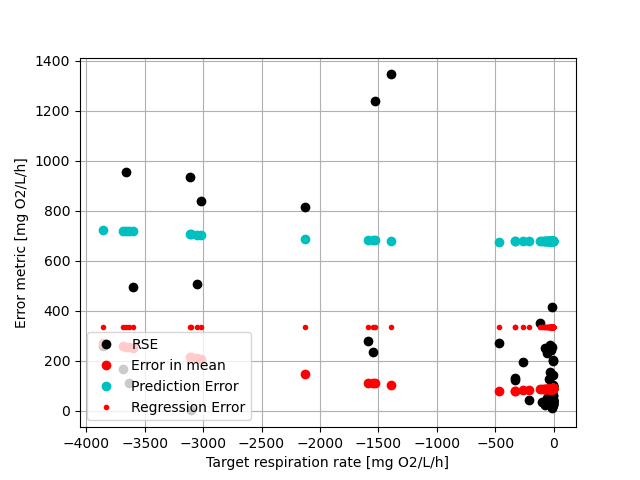 1400
1200
1000
800
600
400
200
0
Error metric [mg O2/L/h]
RSE
Error in mean
Prediction Error
Regression Error
−4000 −3500 −3000 −2500 −2000 −1500 −1000 −500 0
Target respiration rate [mg O2/L/h]